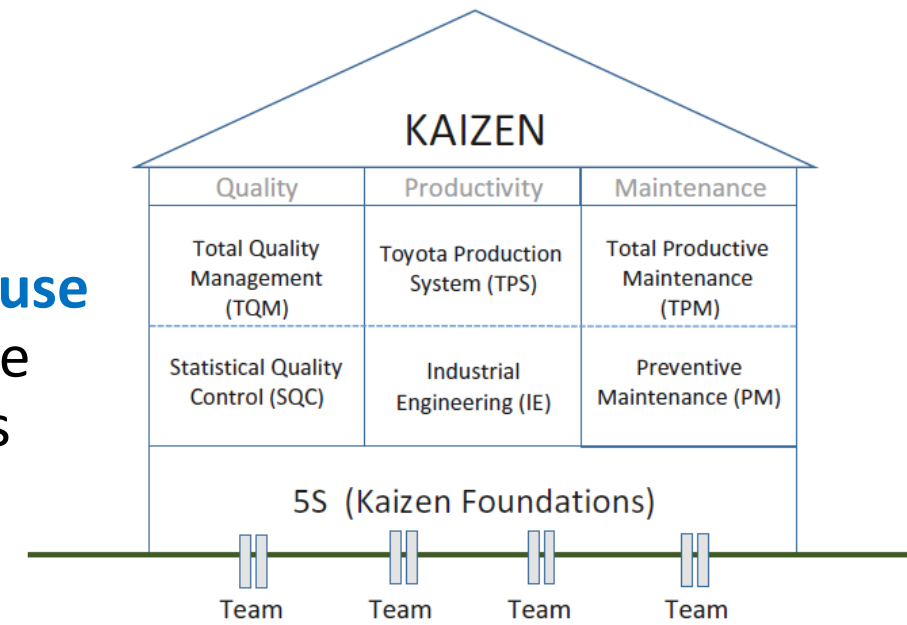 KAIZEN
Quality
Productivity
Maintenance
Total Quality
Management
(TQM)
Toyota Production
System (TPS)
Total Productive
Maintenance
(TPM)
Statistical Quality
Control (SQC)
Industrial
Engineering (IE)
Preventive
Maintenance (PM)
use
e
s
5S (Kaizen Foundations)
Team
Team
Team
Team